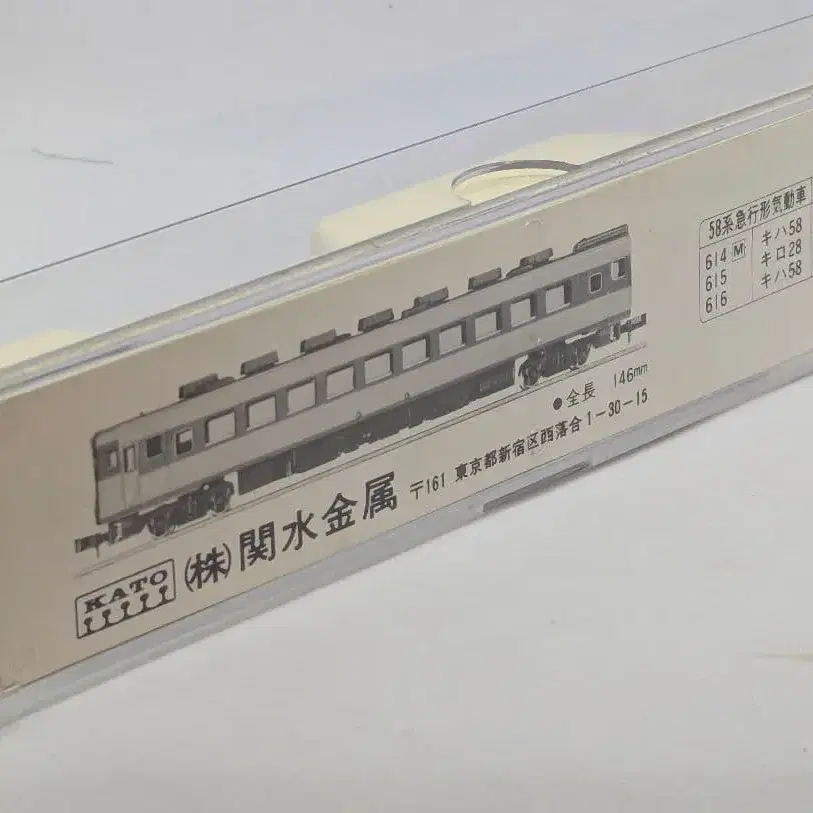 58系急行形気動車
614 M キハ58
615 キロ28
616 キハ58
●全長 146mm
KATO
(株)関水金属 〒161 東京都新宿区西落合1-30-15